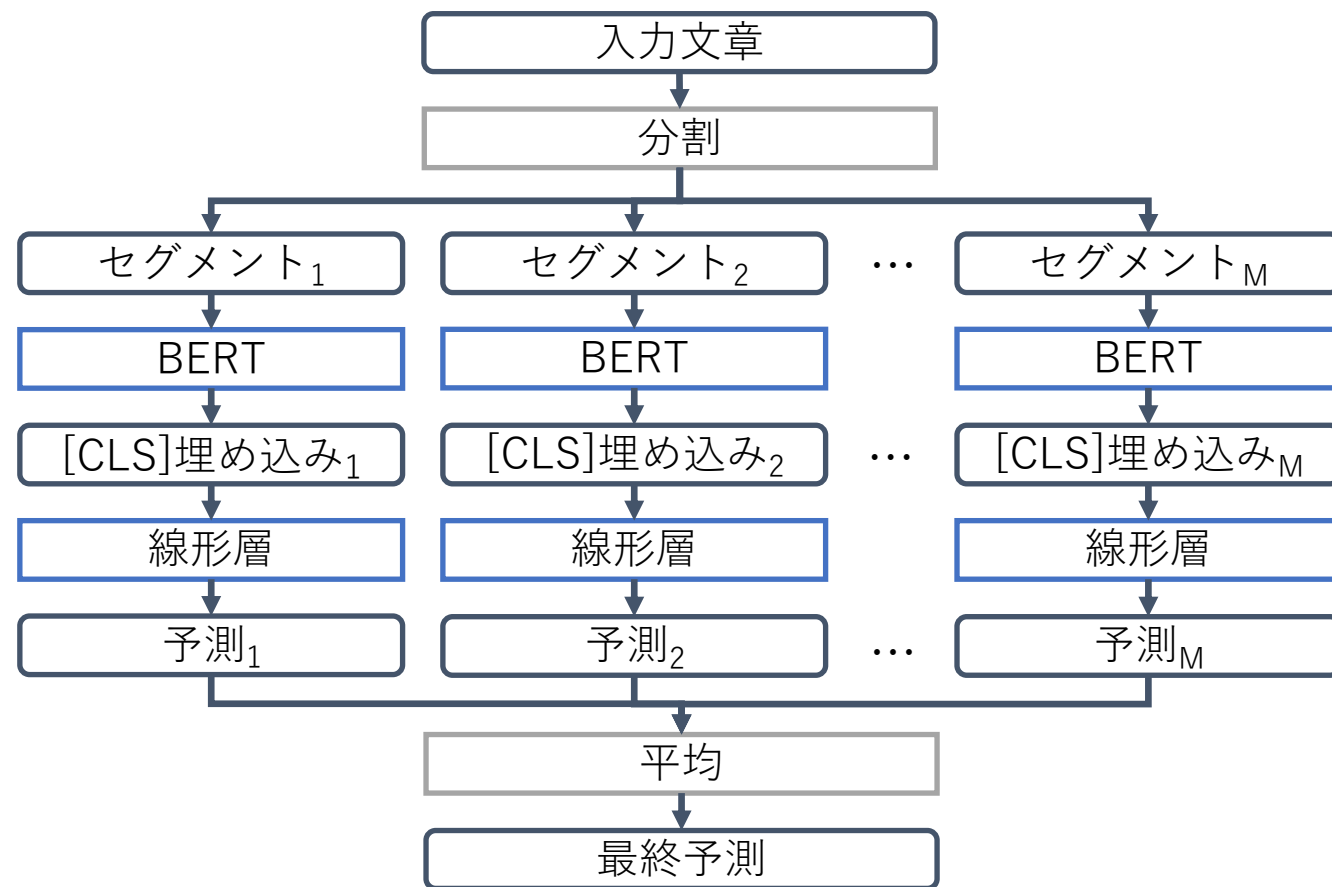 入力文章
分割
セグメント1 セグメント2 … セグメントM
BERT BERT BERT
[CLS]埋め込み1 [CLS]埋め込み2 … [CLS]埋め込みM
線形層 線形層 線形層
予測1 予測2 … 予測M
平均
最終予測